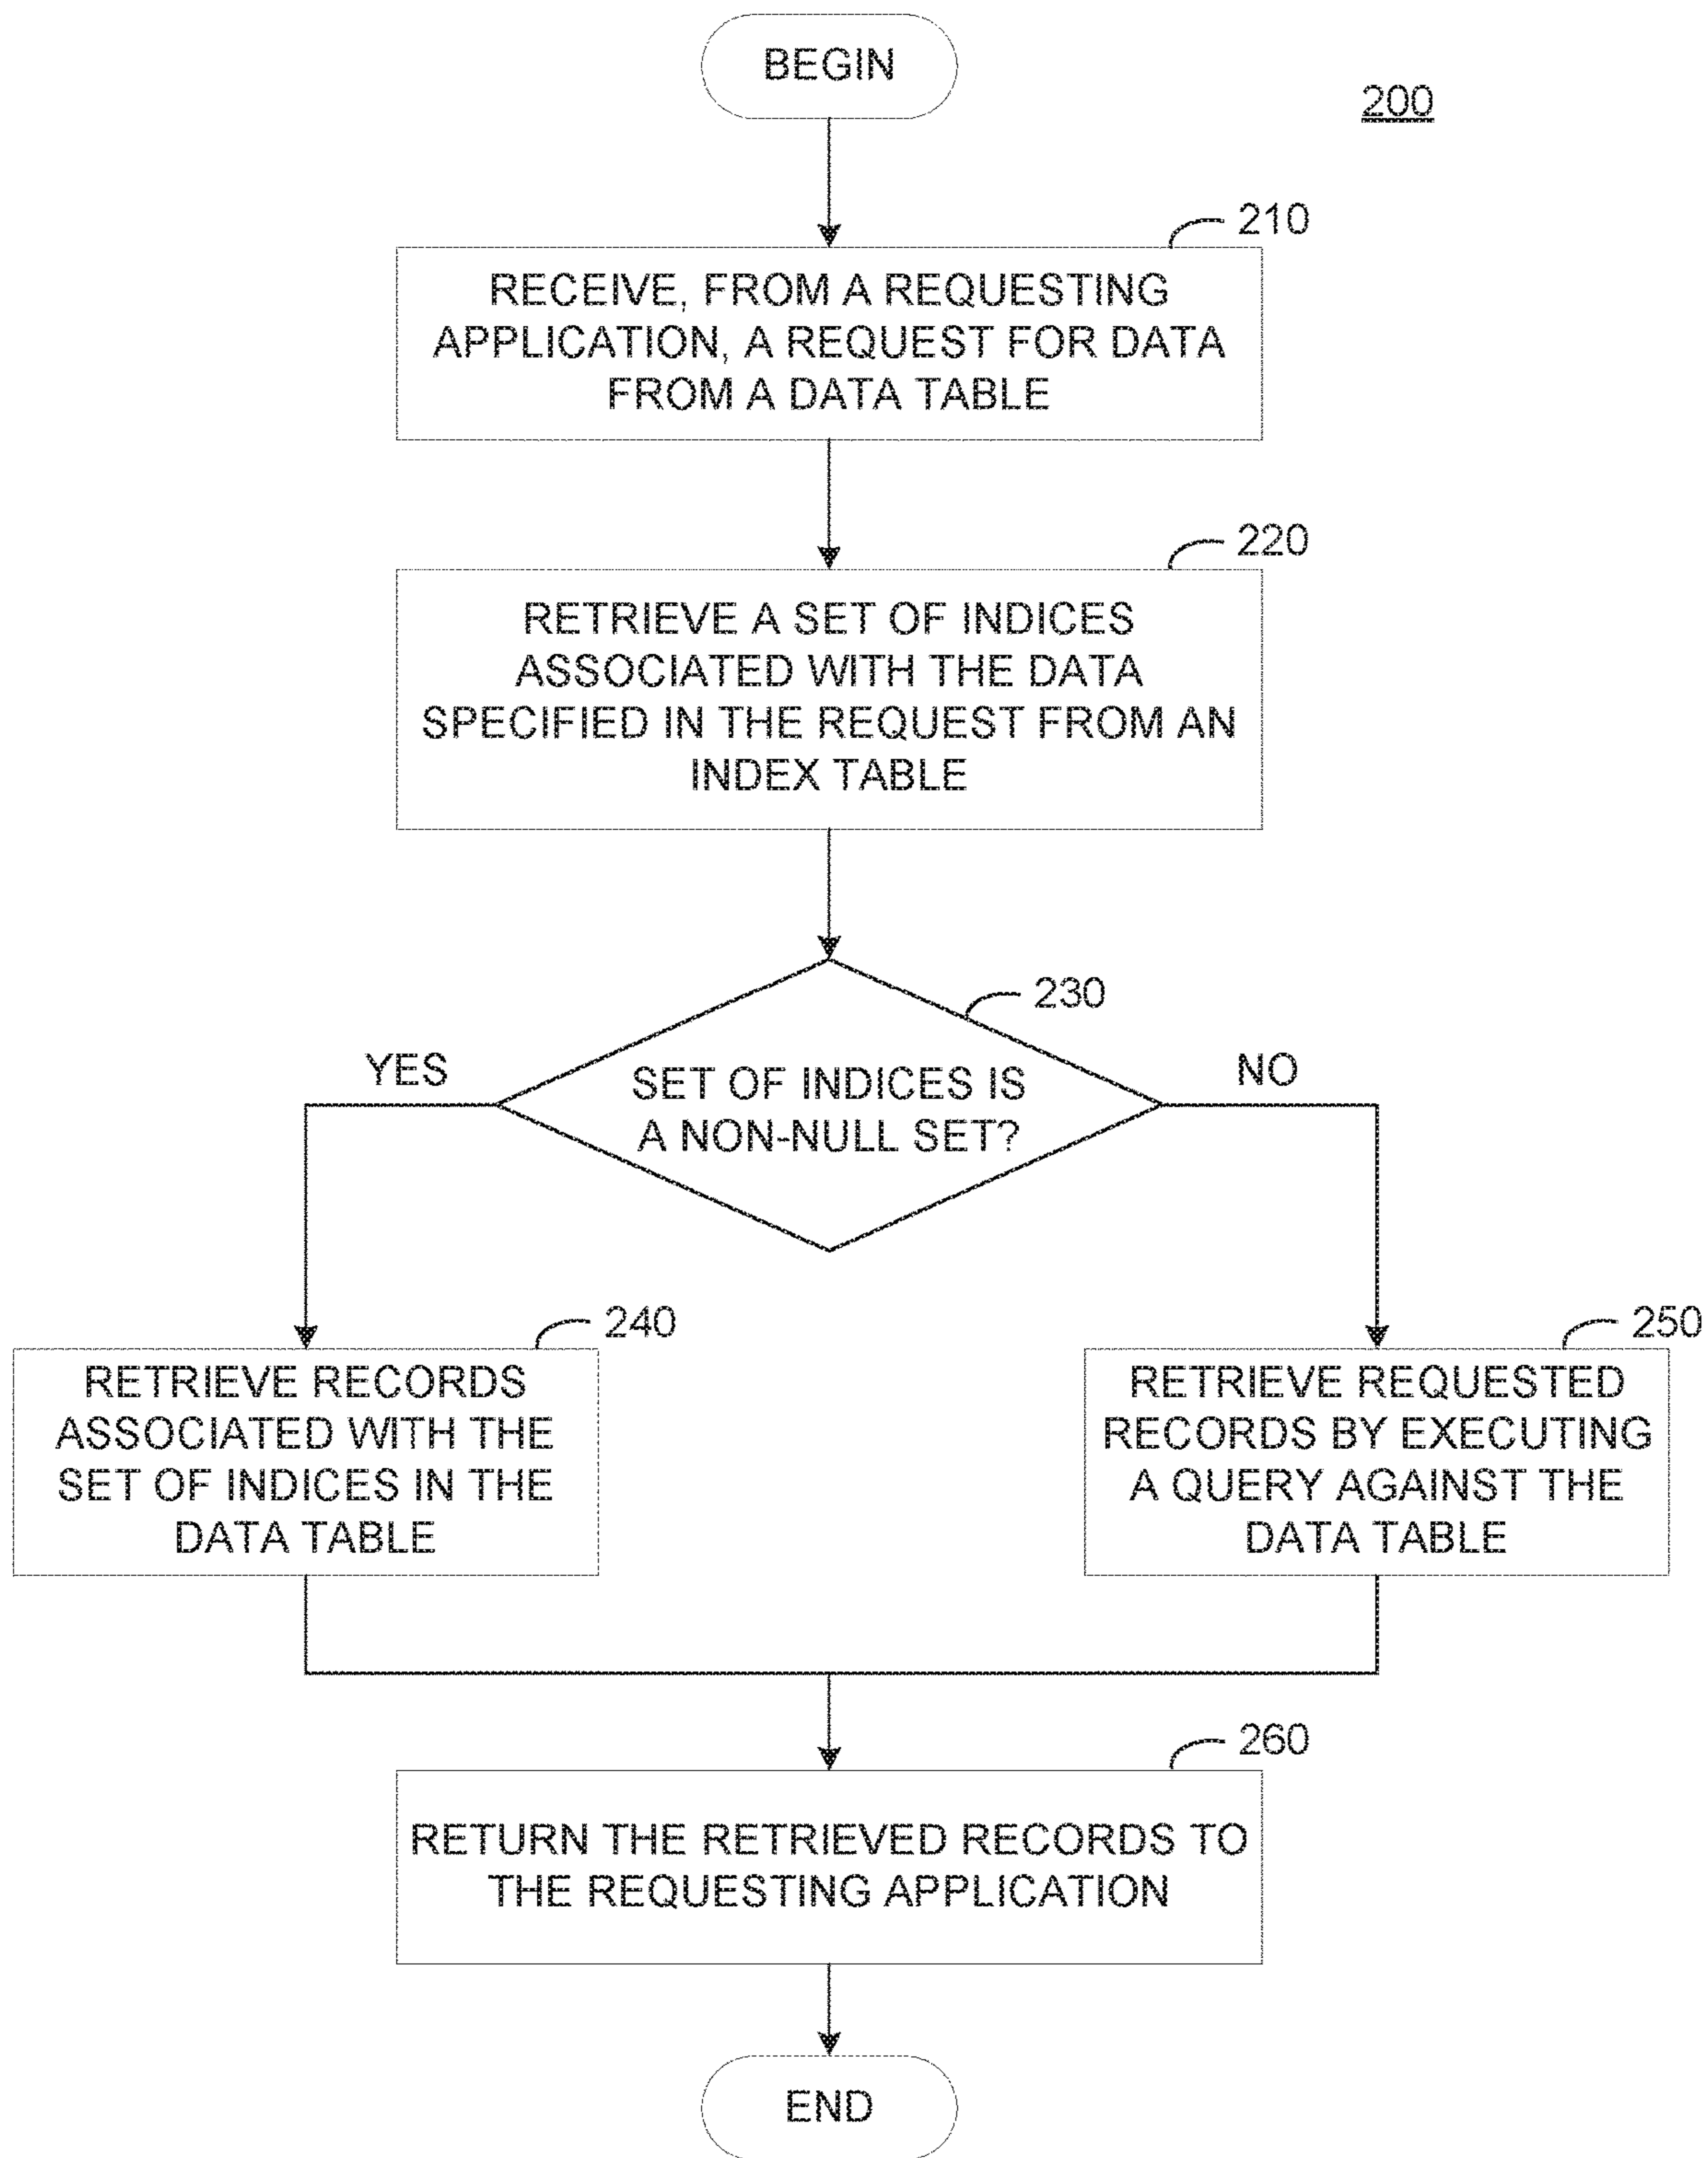 BEGIN
200
210
RECEIVE, FROM A REQUESTING
APPLICATION, A REQUEST FOR DATA
FROM A DATA TABLE
220
RETRIEVE A SET OF INDICES
ASSOCIATED WITH THE DATA
SPECIFIED IN THE REQUEST FROM AN
INDEX TABLE
230
YES
NO
SET OF INDICES IS
A NON-NULL SET?
240
RETRIEVE RECORDS
ASSOCIATED WITH THE
SET OF INDICES IN THE
DATA TABLE
250
RETRIEVE REQUESTED
RECORDS BY EXECUTING
A QUERY AGAINST THE
DATA TABLE
260
RETURN THE RETRIEVED RECORDS TO
THE REQUESTING APPLICATION
END